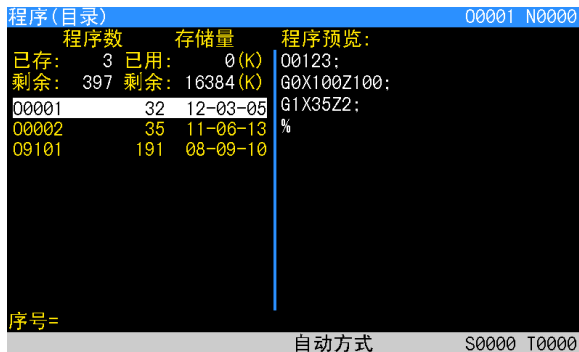 程序(目录) O0001 N0000
程序数 存储量
已存: 3 已用: 0(K)
剩余: 397 剩余: 16384(K)
O0001 32 12-03-05
O0002 35 11-06-13
O9101 191 08-09-10
程序预览:
O0123;
G0X100Z100;
G1X35Z2;
%
序号=
自动方式 S0000 T0000